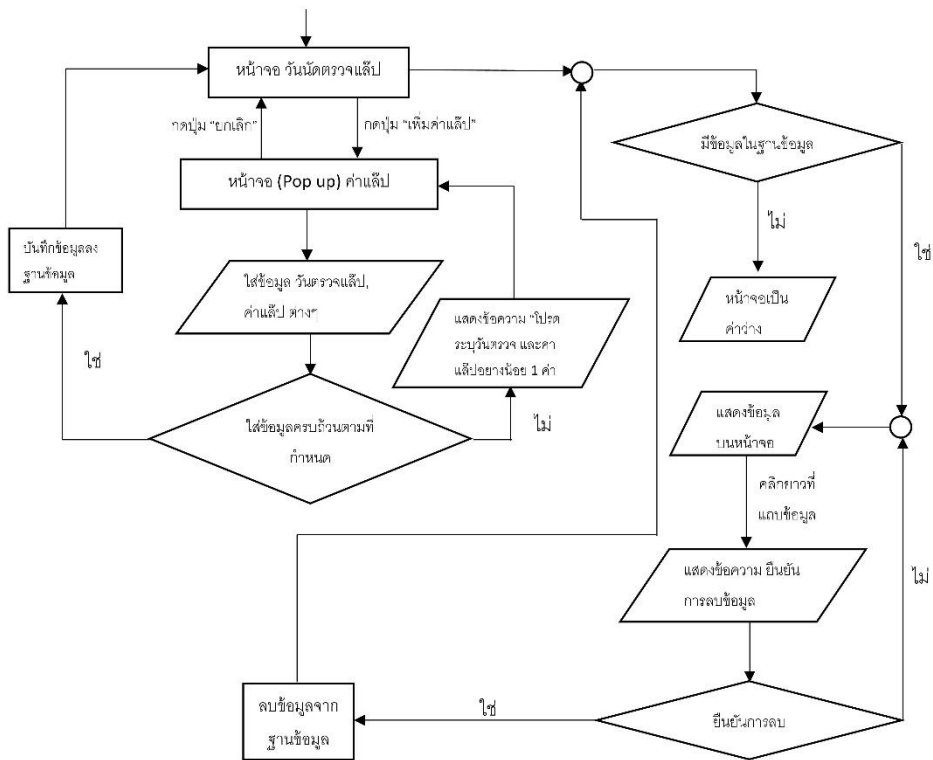 หน้าจอ วันนัดตรวจแล๊ป
กดปุ่ม “ยกเลิก”
กดปุ่ม “เพิ่มค่าแล๊ป”
มีข้อมูลในฐานข้อมูล
หน้าจอ (Pop up) ค่าแล๊ป
ไม่
ใช่
บันทึกข้อมูลลง
ฐานข้อมูล
ใส่ข้อมูล วันตรวจแล๊ป,
ค่าแล๊ป ต่างๆ
หน้าจอเป็น
ค่าว่าง
แสดงข้อความ “โปรด
ระบุวันตรวจ และค่า
แล๊ปอย่างน้อย 1 ค่า
ใช่
ใส่ข้อมูลครบถ้วนตามที่
กำหนด
ไม่
แสดงข้อมูล
บนหน้าจอ
คลิกยาวที่
แถบข้อมูล
แสดงข้อความ ยืนยัน
การลบข้อมูล
ไม่
ลบข้อมูลจาก
ฐานข้อมูล
ใช่
ยืนยันการลบ